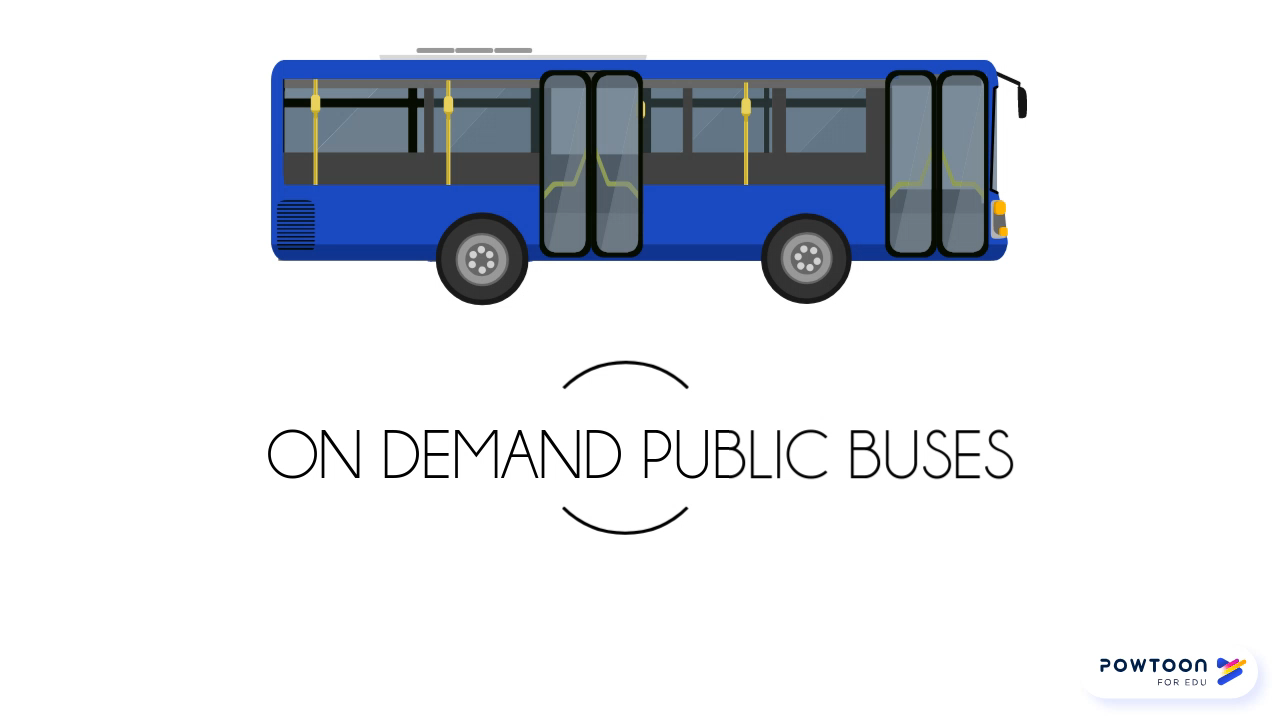 ON DEMAND PUBLIC BUSES
POWTOON
FOR EDU